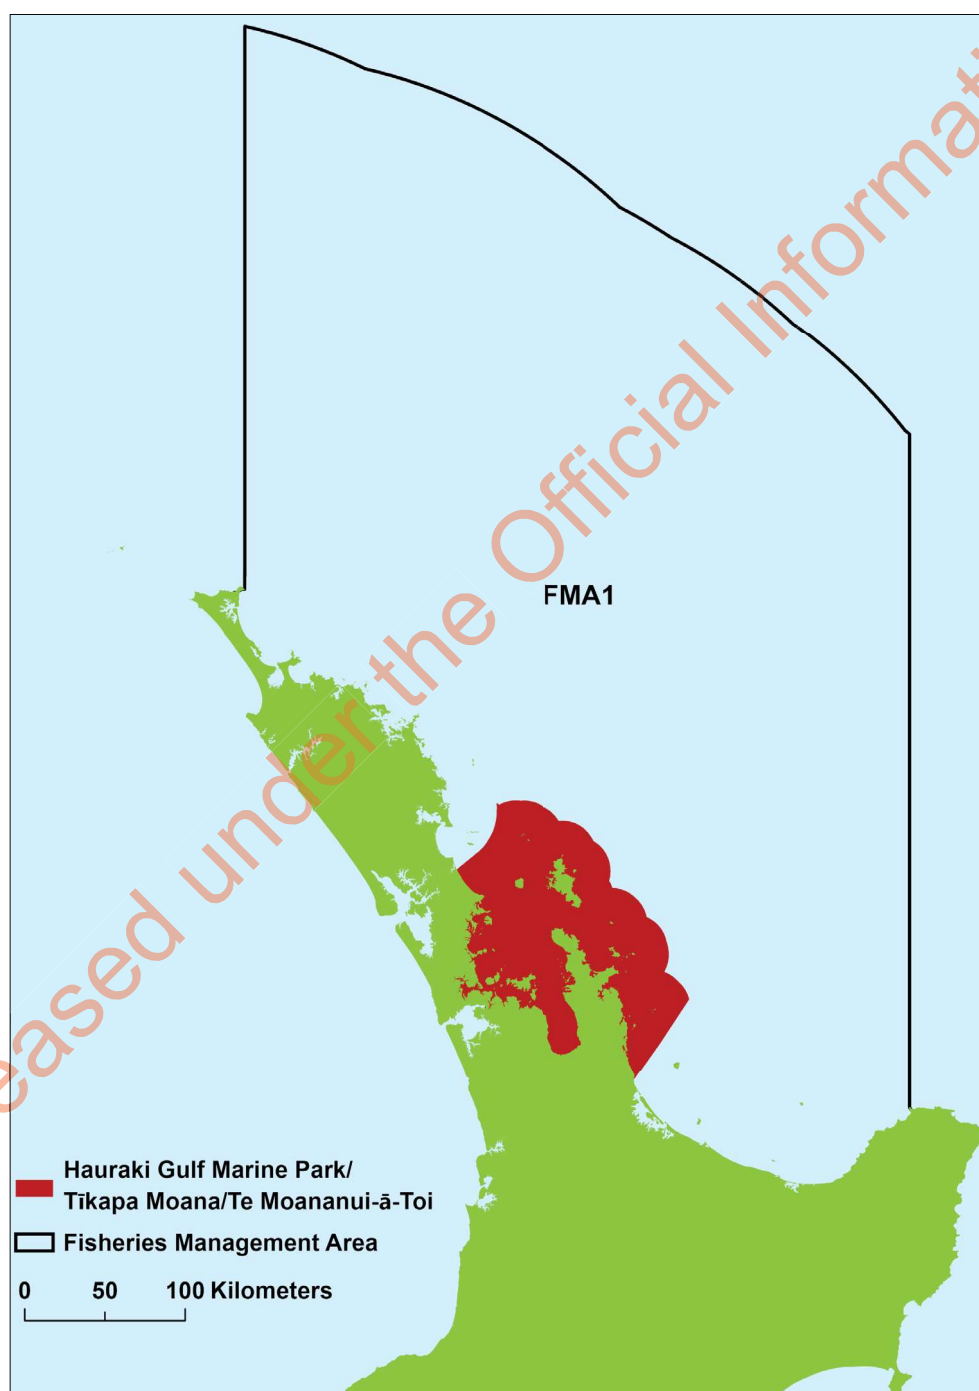 eased under the Official Informati
FMA1
Hauraki Gulf Marine Park/
Tīkapa Moana/Te Moananui-ā-Toi
Fisheries Management Area
0 50 100 Kilometers